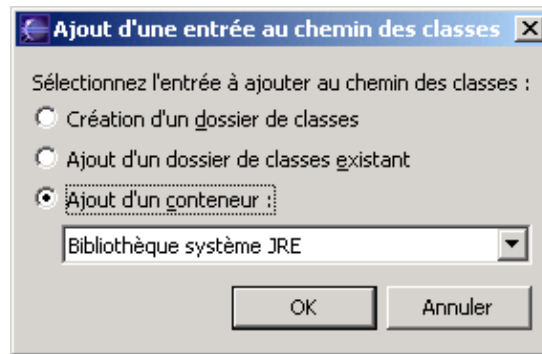 Ajout d'une entrée au chemin des classes
Sélectionnez l'entrée à ajouter au chemin des classes :
Création d'un dossier de classes
Ajout d'un dossier de classes existant
Ajout d'un conteneur :
Bibliothèque système JRE
OK Annuler